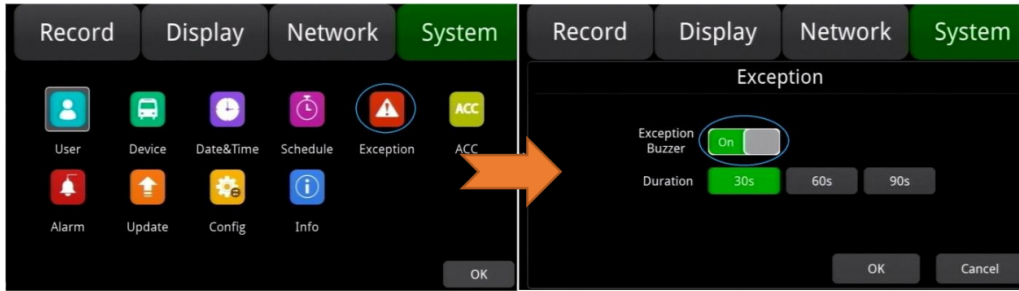 Record Display Network System
ACC
User Device Date&Time Schedule Exception ACC
Alarm Update Config Info
OK
Record Display Network System
Exception
Exception
Buzzer
On
Duration 30s 60s 90s
OK Cancel